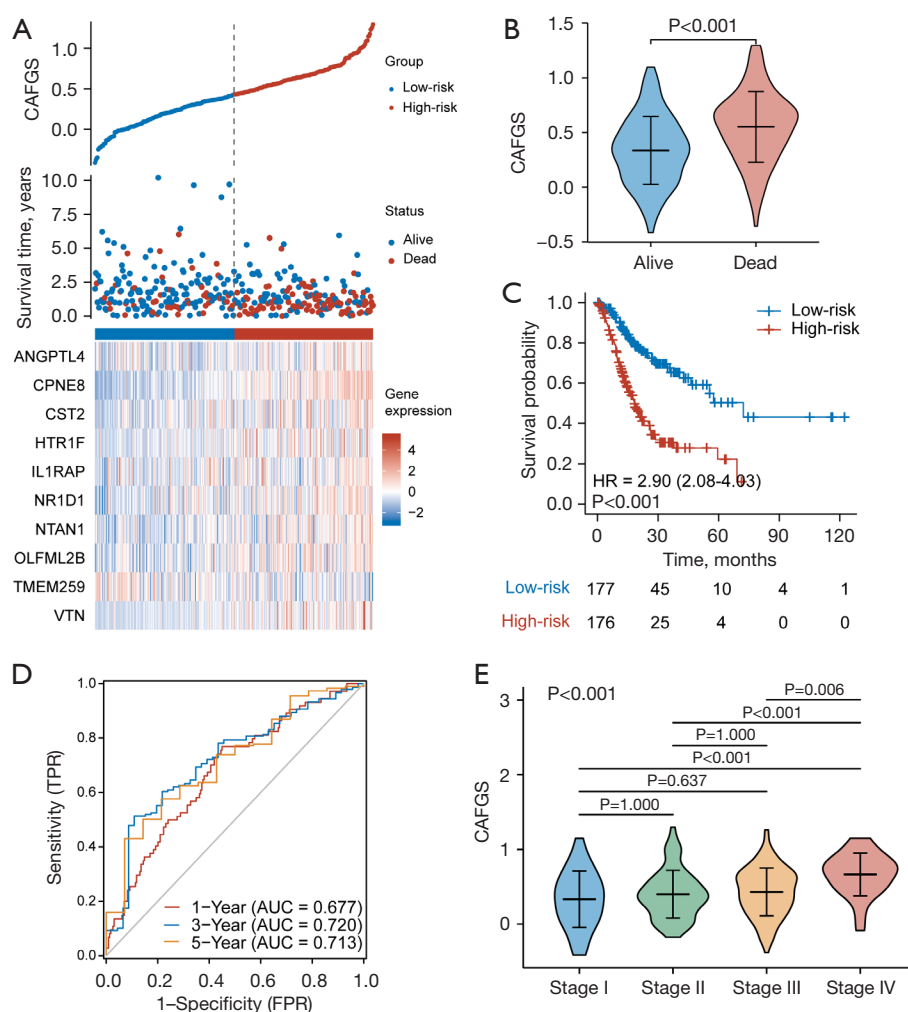 A
CAFGS
1.0
0.5
0.0
Group
Low-risk
High-risk
Survival time, years
10.0
7.5
5.0
2.5
0.0
Status
Alive
Dead
ANGPTL4
CPNE8
CST2
HTR1F
IL1RAP
NR1D1
NTAN1
OLFML2B
TMEM259
VTN
Gene
expression
4
2
0
−2
B
P<0.001
CAFGS
1.5
1.0
0.5
0.0
−0.5
Alive
Dead
C
Survival probability
1.0
0.8
0.6
0.4
0.2
0.0
Low-risk
High-risk
HR = 2.90 (2.08-4.03)
P<0.001
0 30 60 90 120
Time, months
Low-risk 177 45 10 4 1
High-risk 176 25 4 0 0
D
Sensitivity (TPR)
1.0
0.8
0.6
0.4
0.2
0.0
1−Year (AUC = 0.677)
3−Year (AUC = 0.720)
5−Year (AUC = 0.713)
0.0 0.2 0.4 0.6 0.8 1.0
1−Specificity (FPR)
E
CAFGS
3
2
1
0
P<0.001
P=0.006
P<0.001
P=1.000
P<0.001
P=0.637
P=1.000
Stage I
Stage II
Stage III
Stage IV